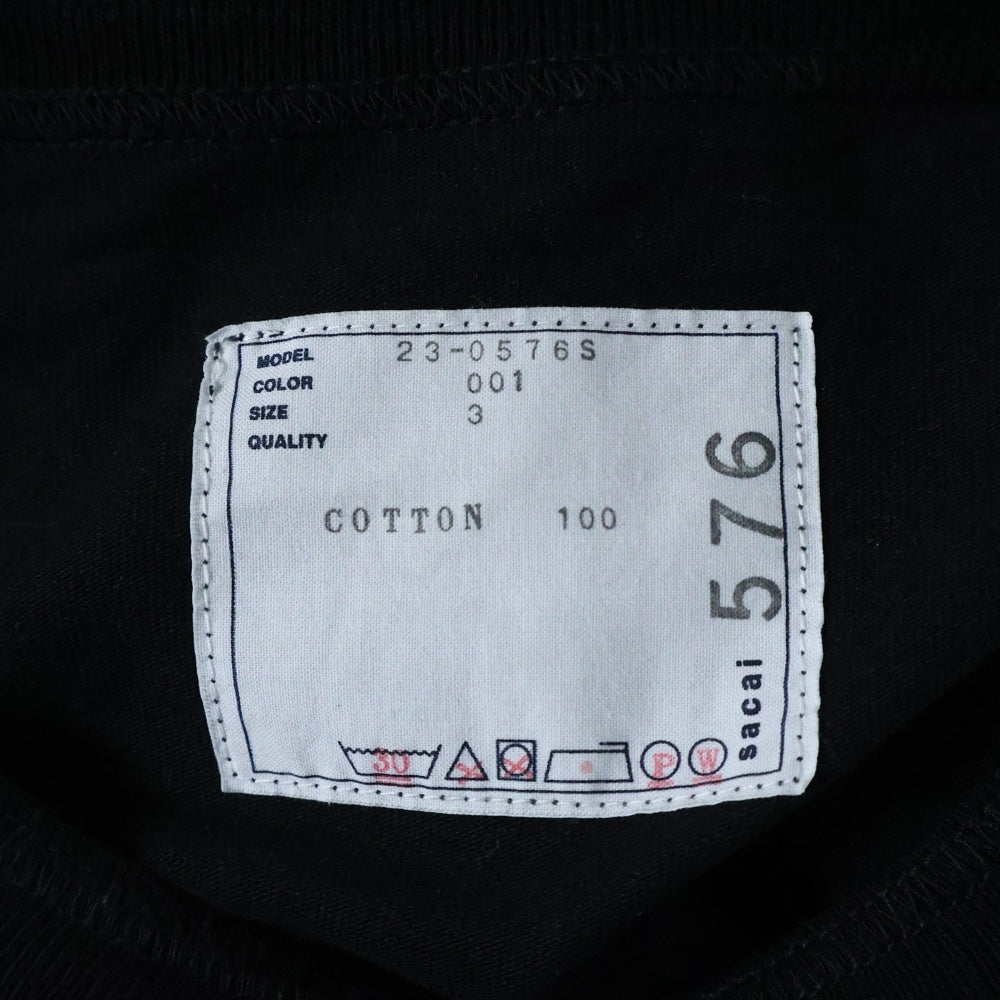 MODEL 23-0576S
COLOR 001
SIZE 3
QUALITY
COTTON 100
576
sacai
30
P
W